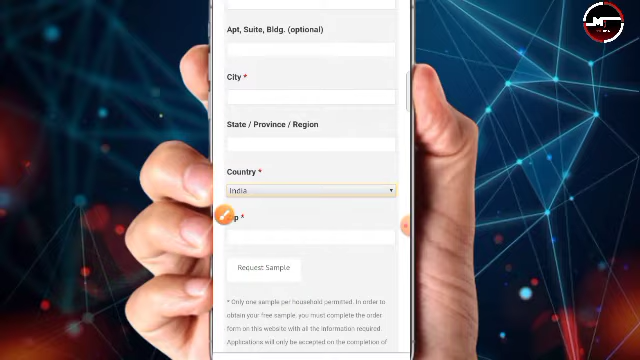 Apt, Suite, Bldg. (optional)
City *
State / Province / Region
Country *
India
p *
Request Sample
* Only one sample per household permitted. In order to
obtain your free sample, you must complete the order
form on this website with all the information required.
Applications will only be accepted on the completion of